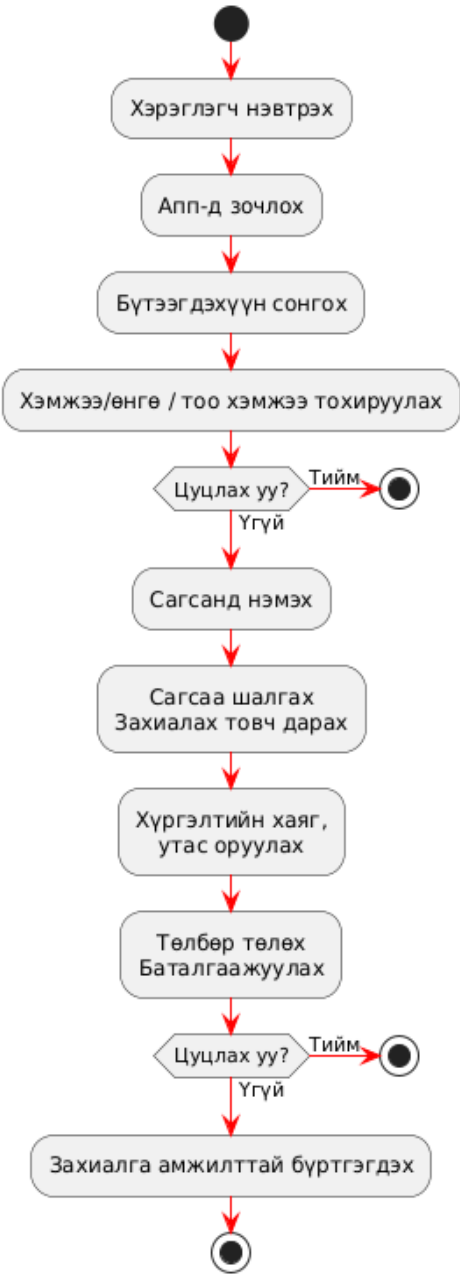 Хэрэглэгч нэвтрэх
Апп-д зочлох
Бүтээгдэхүүн сонгох
Хэмжээ/өнгө / тоо хэмжээ тохируулах
Цуцлах уу?
Тийм
Үгүй
Сагсанд нэмэх
Сагсаа шалгах
Захиалах товч дарах
Хүргэлтийн хаяг,
утас оруулах
Төлбөр төлөх
Баталгаажуулах
Цуцлах уу?
Тийм
Үгүй
Захиалга амжилттай бүртгэгдэх